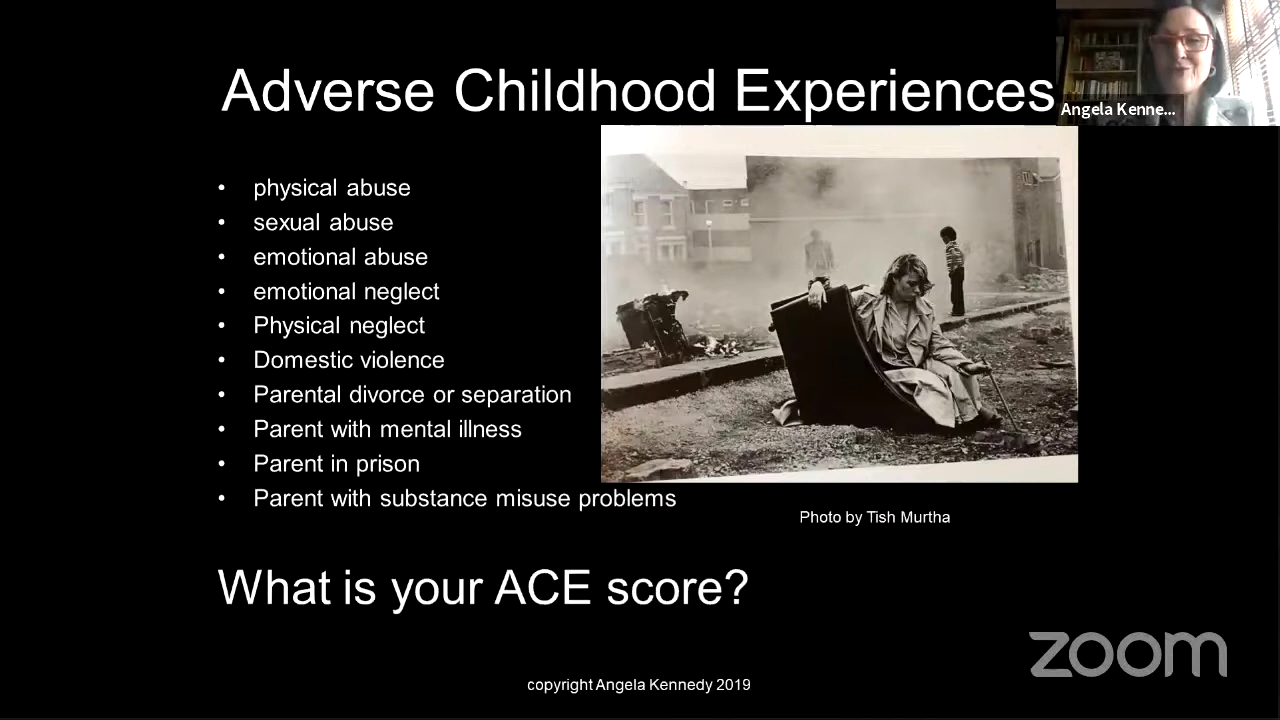 Adverse Childhood Experiences
Angela Kenne...
• physical abuse
• sexual abuse
• emotional abuse
• emotional neglect
• Physical neglect
• Domestic violence
• Parental divorce or separation
• Parent with mental illness
• Parent in prison
• Parent with substance misuse problems
Photo by Tish Murtha
What is your ACE score?
zoom
copyright Angela Kennedy 2019